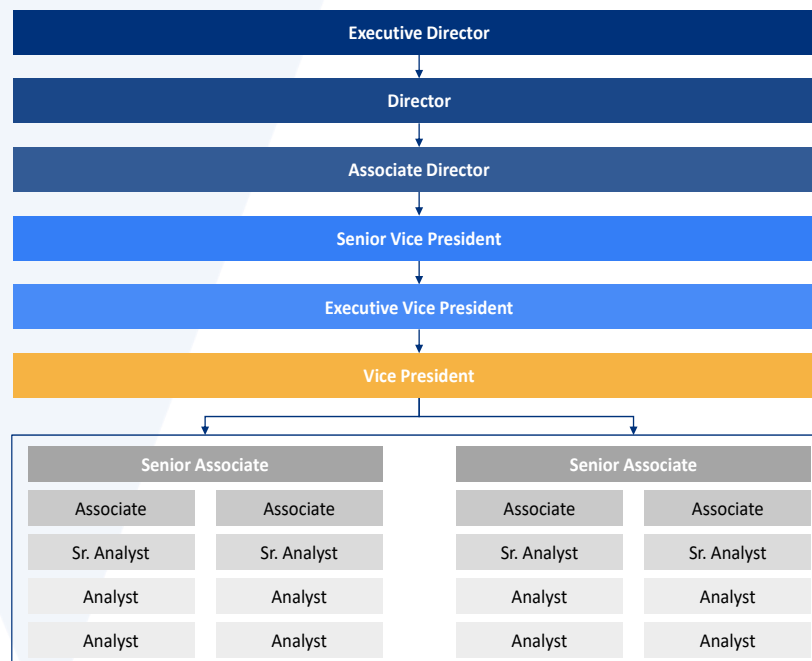 Executive Director
Director
Associate Director
Senior Vice President
Executive Vice President
Vice President
Senior Associate Senior Associate
Associate Associate Associate Associate
Sr. Analyst Sr. Analyst Sr. Analyst Sr. Analyst
Analyst Analyst Analyst Analyst
Analyst Analyst Analyst Analyst